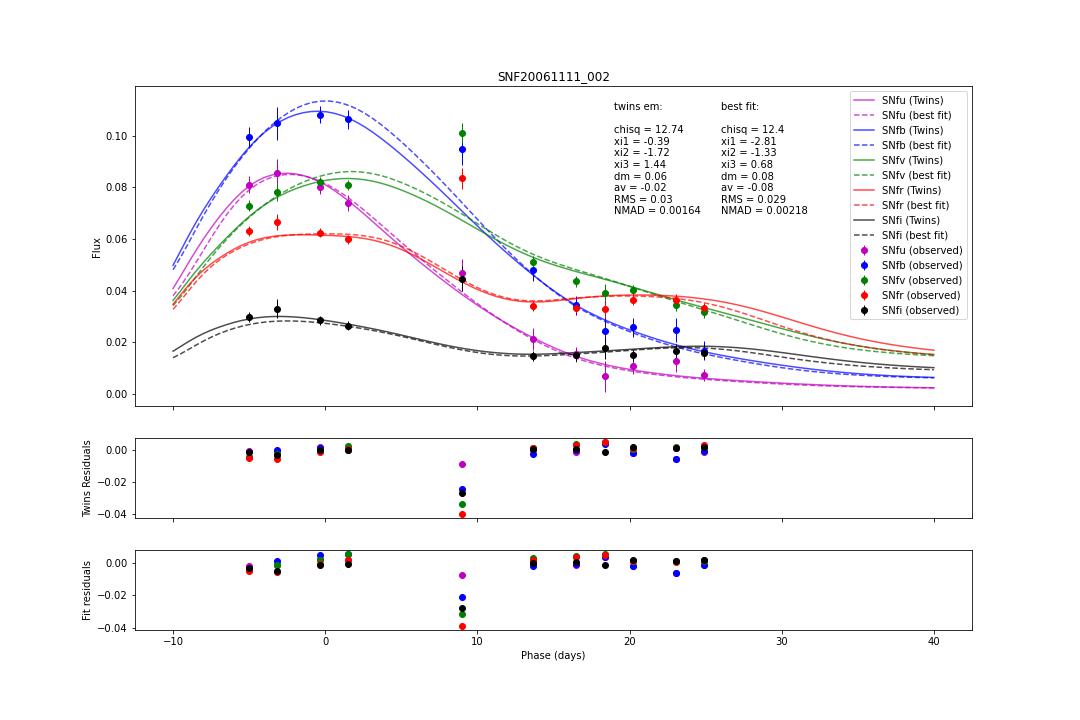 SNF20061111_002
twins em:
chisq = 12.74
xi1 = -0.39
xi2 = -1.72
xi3 = 1.44
dm = 0.06
av = -0.02
RMS = 0.03
NMAD = 0.00164
best fit:
chisq = 12.4
xi1 = -2.81
xi2 = -1.33
xi3 = 0.68
dm = 0.08
av = -0.08
RMS = 0.029
NMAD = 0.00218
SNfu (Twins)
SNfu (best fit)
SNfb (Twins)
SNfb (best fit)
SNfv (Twins)
SNfv (best fit)
SNfr (Twins)
SNfr (best fit)
SNfi (Twins)
SNfi (best fit)
SNfu (observed)
SNfb (observed)
SNfv (observed)
SNfr (observed)
SNfi (observed)
Flux
0.10
0.08
0.06
0.04
0.02
0.00
Twins Residuals
0.00
−0.02
−0.04
Fit residuals
0.00
−0.02
−0.04
−10
0
10
20
30
40
Phase (days)